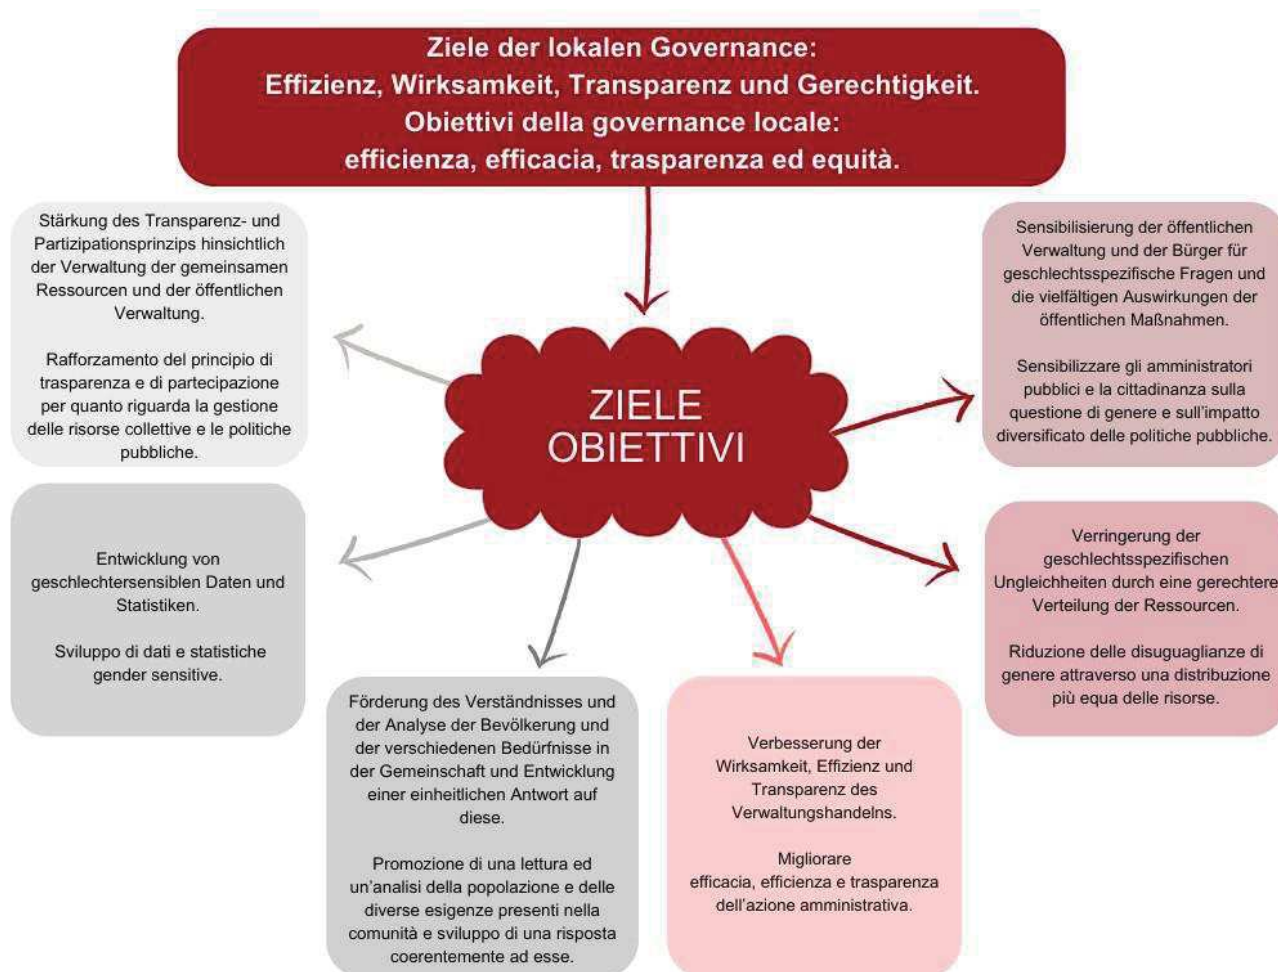 Ziele der lokalen Governance:
Effizienz, Wirksamkeit, Transparenz und Gerechtigkeit.
Obiettivi della governance locale:
efficienza, efficacia, trasparenza ed equità.
Stärkung des Transparenz- und
Partizipationsprinzips hinsichtlich
der Verwaltung der gemeinsamen
Ressourcen und der öffentlichen
Verwaltung.
Rafforzamento del principio di
trasparenza e di partecipazione
per quanto riguarda la gestione
delle risorse collettive e le politiche
pubbliche.
Sensibilisierung der öffentlichen
Verwaltung und der Bürger für
geschlechtsspezifische Fragen und
die vielfältigen Auswirkungen der
öffentlichen Maßnahmen.
Sensibilizzare gli amministratori
pubblici e la cittadinanza sulla
questione di genere e sull'impatto
diversificato delle politiche pubbliche.
ZIELE
OBIETTIVI
Entwicklung von
geschlechtersensiblen Daten und
Statistiken.
Sviluppo di dati e statistiche
gender sensitive.
Verringerung der
geschlechtsspezifischen
Ungleichheiten durch eine gerechtere
Verteilung der Ressourcen.
Riduzione delle disuguaglianze di
genere attraverso una distribuzione
più equa delle risorse.
Förderung des Verständnisses und
der Analyse der Bevölkerung und
der verschiedenen Bedürfnisse in
der Gemeinschaft und Entwicklung
einer einheitlichen Antwort auf
diese.
Promozione di una lettura ed
un'analisi della popolazione e delle
diverse esigenze presenti nella
comunità e sviluppo di una risposta
coerentemente ad esse.
Verbesserung der
Wirksamkeit, Effizienz und
Transparenz des
Verwaltungshandelns.
Migliorare
efficacia, efficienza e trasparenza
dell'azione amministrativa.